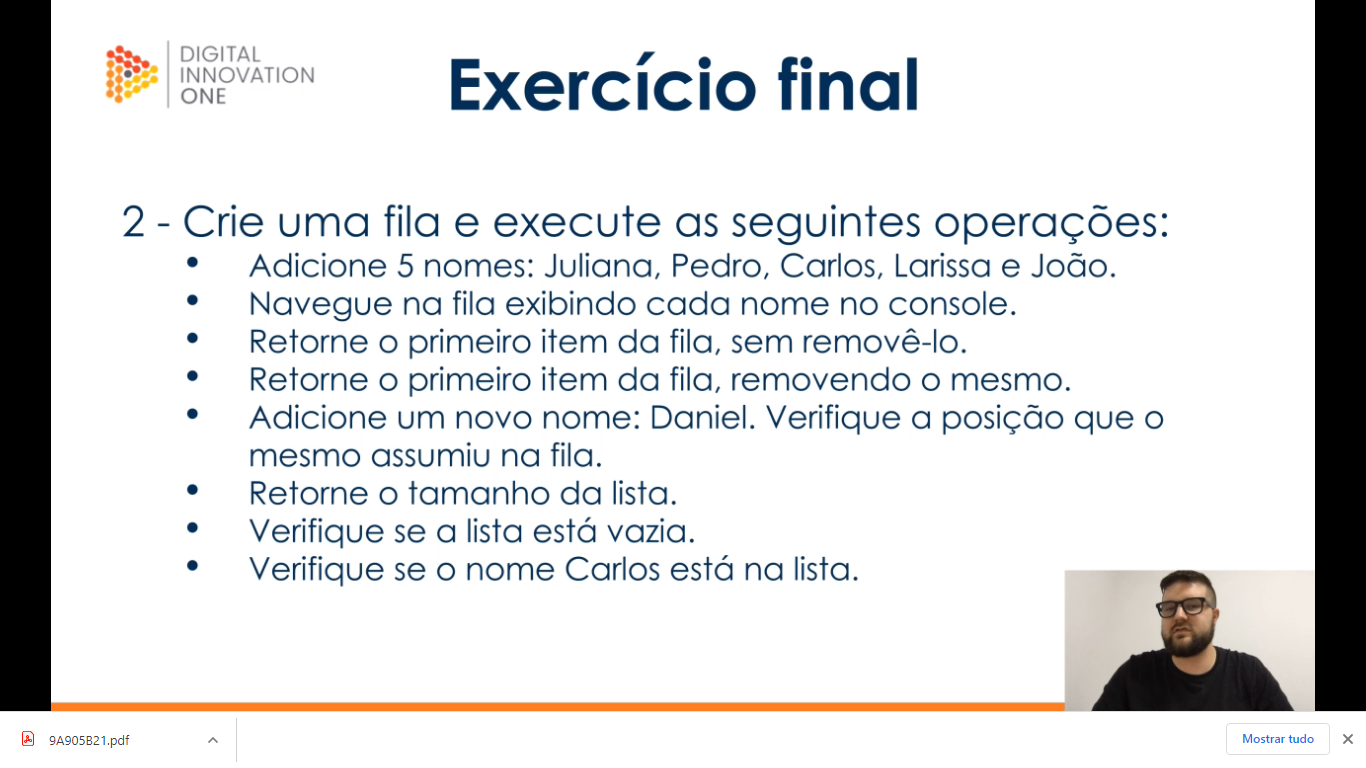 DIGITAL
INNOVATION
ONE
Exercício final
2 - Crie uma fila e execute as seguintes operações:
• Adicione 5 nomes: Juliana, Pedro, Carlos, Larissa e João.
• Navegue na fila exibindo cada nome no console.
• Retorne o primeiro item da fila, sem removê-lo.
• Retorne o primeiro item da fila, removendo o mesmo.
• Adicione um novo nome: Daniel. Verifique a posição que o
mesmo assumiu na fila.
• Retorne o tamanho da lista.
• Verifique se a lista está vazia.
• Verifique se o nome Carlos está na lista.
9A905B21.pdf
Mostrar tudo